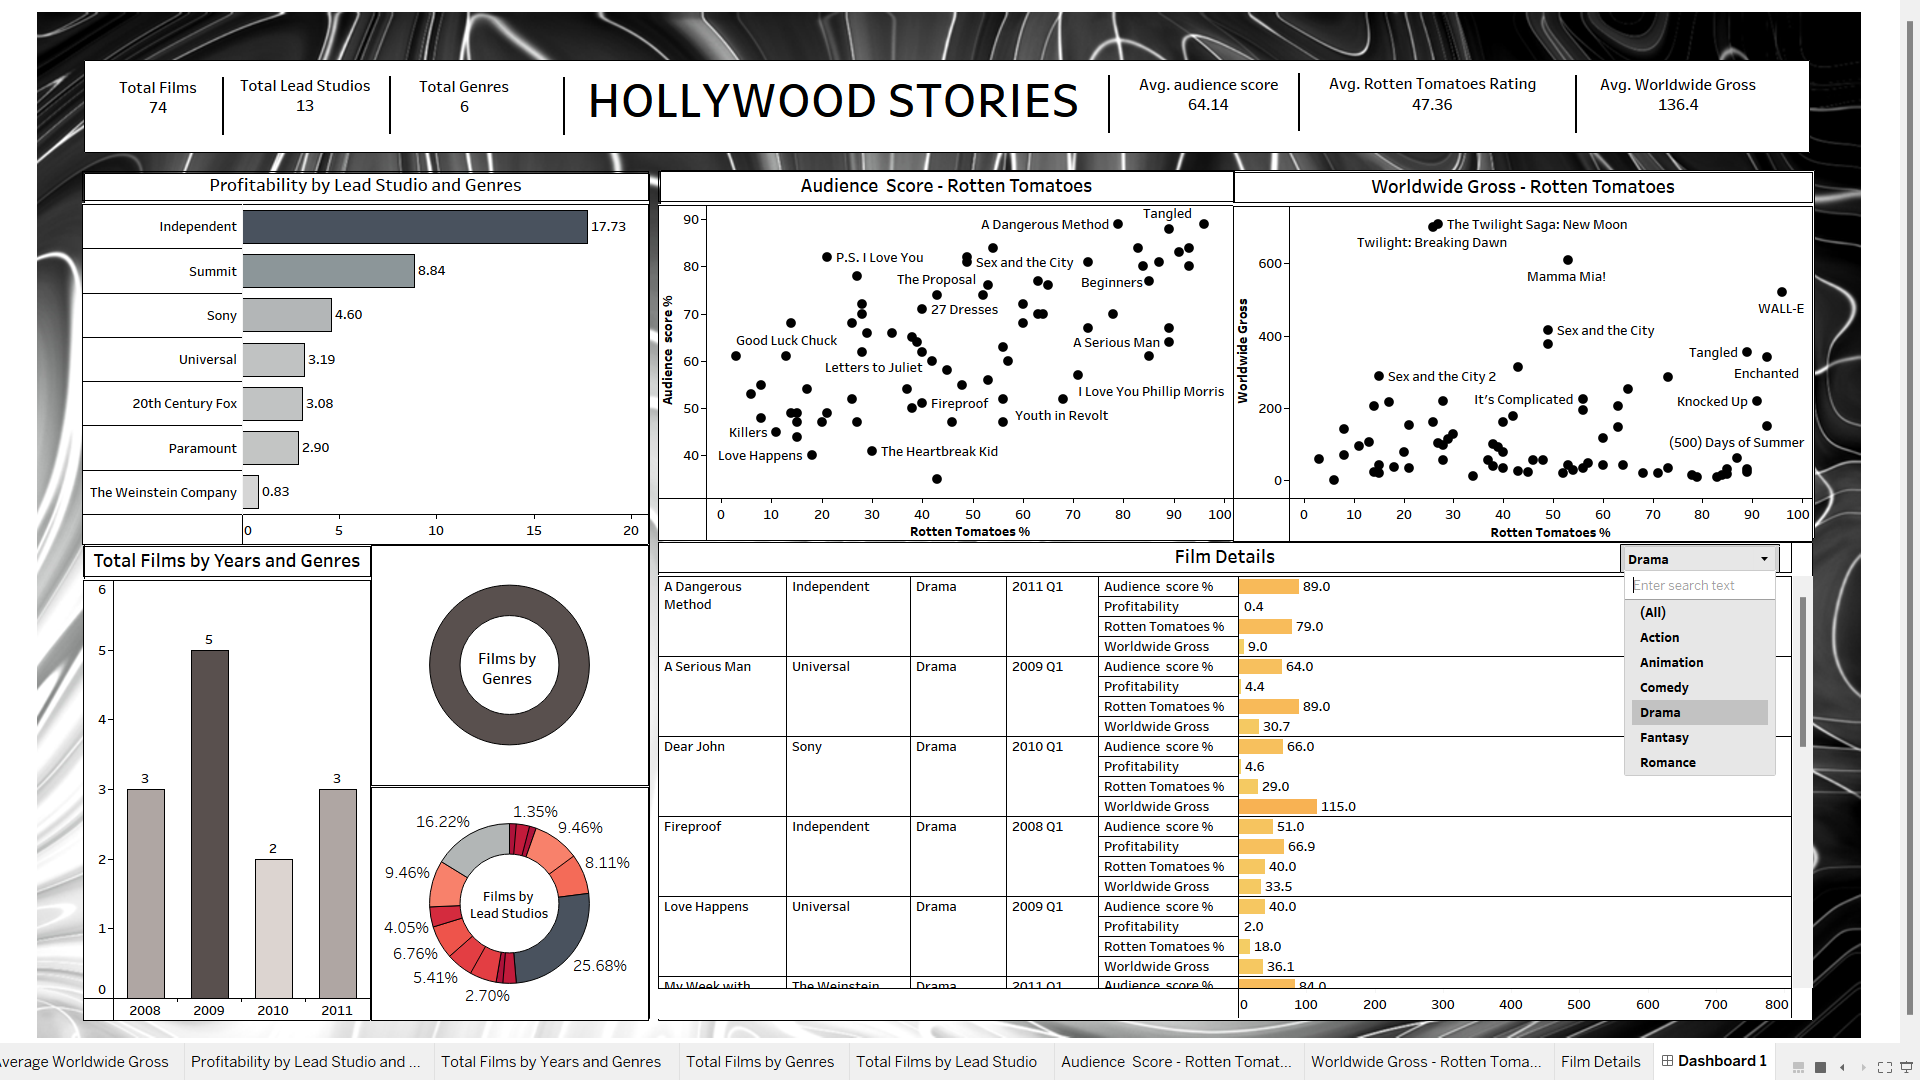 Total Films
74
Total Lead Studios
13
Total Genres
6
HOLLYWOOD STORIES
Avg. audience score
64.14
Avg. Rotten Tomatoes Rating
47.36
Avg. Worldwide Gross
136.4
Profitability by Lead Studio and Genres
Independent 17.73
Summit 8.84
Sony 4.60
Universal 3.19
20th Century Fox 3.08
Paramount 2.90
The Weinstein Company 0.83
0 5 10 15 20
Audience Score - Rotten Tomatoes
Audience score %
90
80
70
60
50
40
Tangled
A Dangerous Method
P.S. I Love You
Sex and the City
The Proposal
Beginners
27 Dresses
Good Luck Chuck
A Serious Man
Letters to Juliet
I Love You Phillip Morris
Fireproof
Youth in Revolt
Killers
The Heartbreak Kid
Love Happens
0 10 20 30 40 50 60 70 80 90 100
Rotten Tomatoes %
Worldwide Gross - Rotten Tomatoes
Worldwide Gross
600
400
200
0
The Twilight Saga: New Moon
Twilight: Breaking Dawn
Mamma Mia!
WALL-E
Sex and the City
Tangled
Enchanted
Sex and the City 2
It's Complicated
Knocked Up
(500) Days of Summer
0 10 20 30 40 50 60 70 80 90 100
Rotten Tomatoes %
Total Films by Years and Genres
6
5
4
3
2
1
0
3
5
2
3
2008 2009 2010 2011
Films by
Genres
1.35%
16.22%
9.46%
8.11%
9.46%
4.05%
6.76%
5.41%
2.70%
25.68%
Films by
Lead Studios
Film Details
Drama
Enter search text
(All)
Action
Animation
Comedy
Drama
Fantasy
Romance
A Dangerous Independent Drama 2011 Q1 Audience score % 89.0
Method Profitability 0.4
Rotten Tomatoes % 79.0
Worldwide Gross 9.0
A Serious Man Universal Drama 2009 Q1 Audience score % 64.0
Profitability 4.4
Rotten Tomatoes % 89.0
Worldwide Gross 30.7
Dear John Sony Drama 2010 Q1 Audience score % 66.0
Profitability 4.6
Rotten Tomatoes % 29.0
Worldwide Gross 115.0
Fireproof Independent Drama 2008 Q1 Audience score % 51.0
Profitability 66.9
Rotten Tomatoes % 40.0
Worldwide Gross 33.5
Love Happens Universal Drama 2009 Q1 Audience score % 40.0
Profitability 2.0
Rotten Tomatoes % 18.0
Worldwide Gross 36.1
My Week with The Weinstein Drama 2011 Q1 Audience score % 84.0
0 100 200 300 400 500 600 700 800
Average Worldwide Gross
Profitability by Lead Studio and ...
Total Films by Years and Genres
Total Films by Genres
Total Films by Lead Studio
Audience Score - Rotten Tomat...
Worldwide Gross - Rotten Toma...
Film Details
Dashboard 1